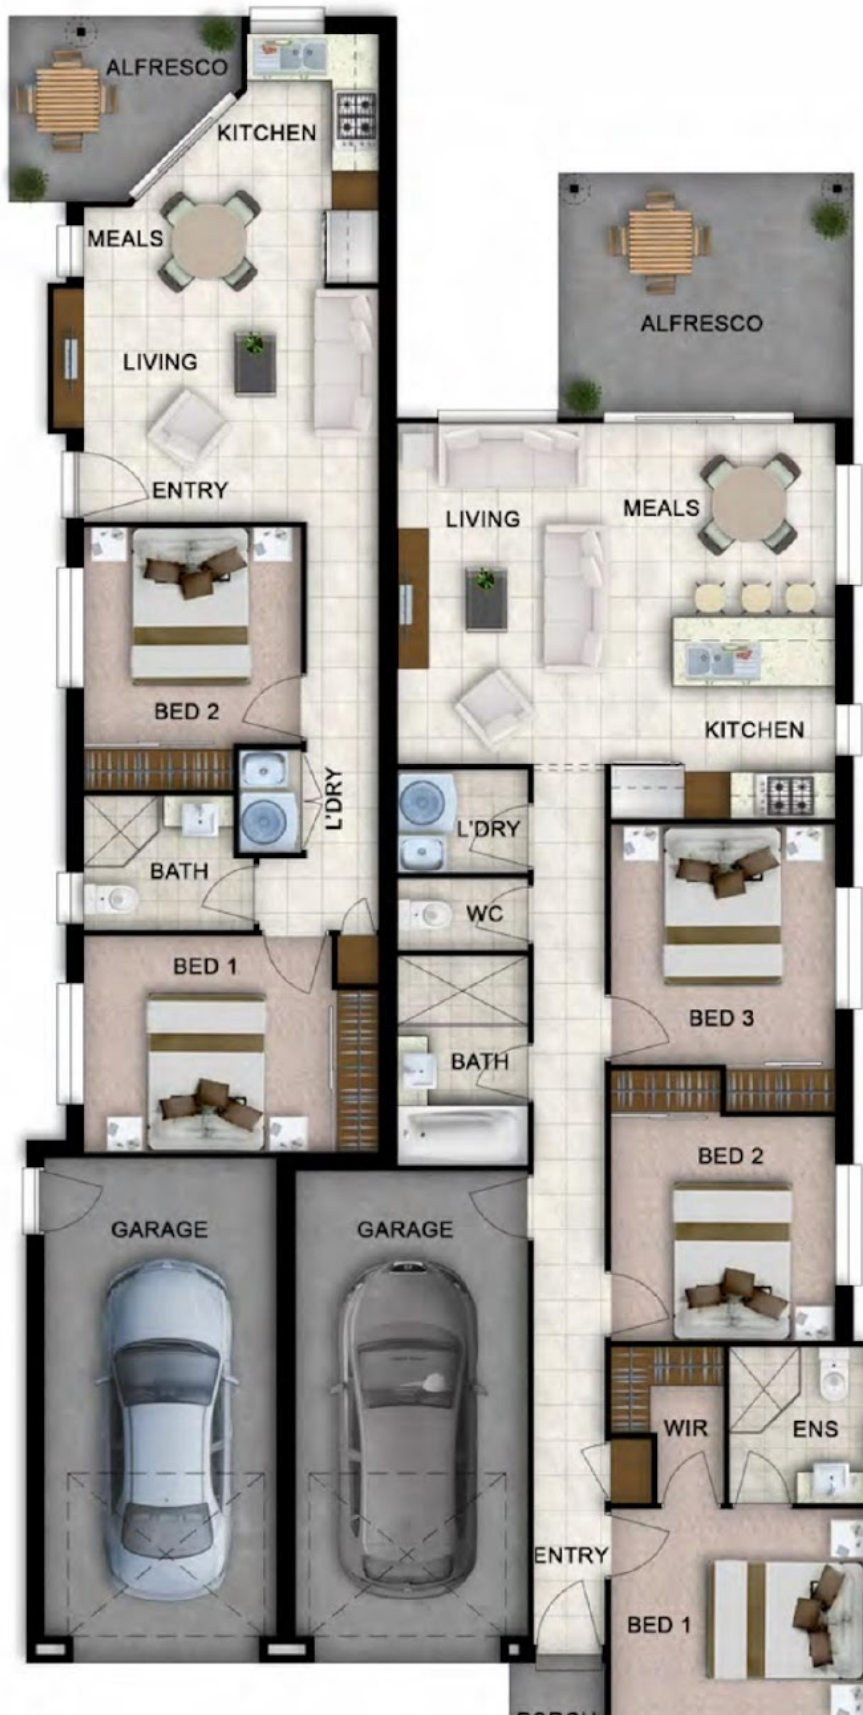 ALFRESCO
KITCHEN
MEALS
LIVING
ENTRY
BED 2
L'DRY
BATH
BED 1
GARAGE
ALFRESCO
LIVING
MEALS
KITCHEN
L'DRY
WC
BATH
BED 3
BED 2
GARAGE
WIR
ENS
ENTRY
BED 1
PORCH